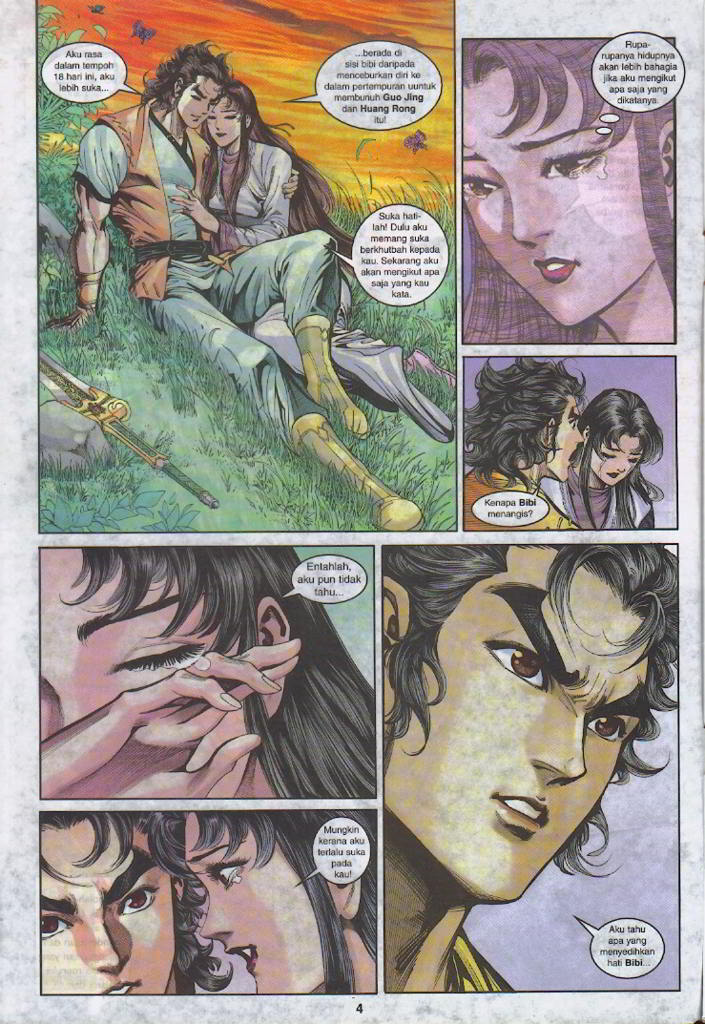 Aku rasa
dalam tempoh
18 hari ini, aku
lebih suka...
...berada di
sisi bibi daripada
menceburkan diri ke
dalam pertempuran uuntuk
membunuh Guo Jing
dan Huang Rong
itu!
Suka hati-
lah! Dulu aku
memang suka
berkhutbah kepada
kau. Sekarang aku
akan mengikut apa
saja yang kau
kata.
Rupa-
rupanya hidupnya
akan lebih bahagia
jika aku mengikut
apa saja yang
dikatanya.
Kenapa Bibi
menangis?
Entahlah,
aku pun tidak
tahu...
Aku tahu
apa yang
menyedihkan
hati Bibi...
Mungkin
kerana aku
terlalu suka
pada
kau!
4